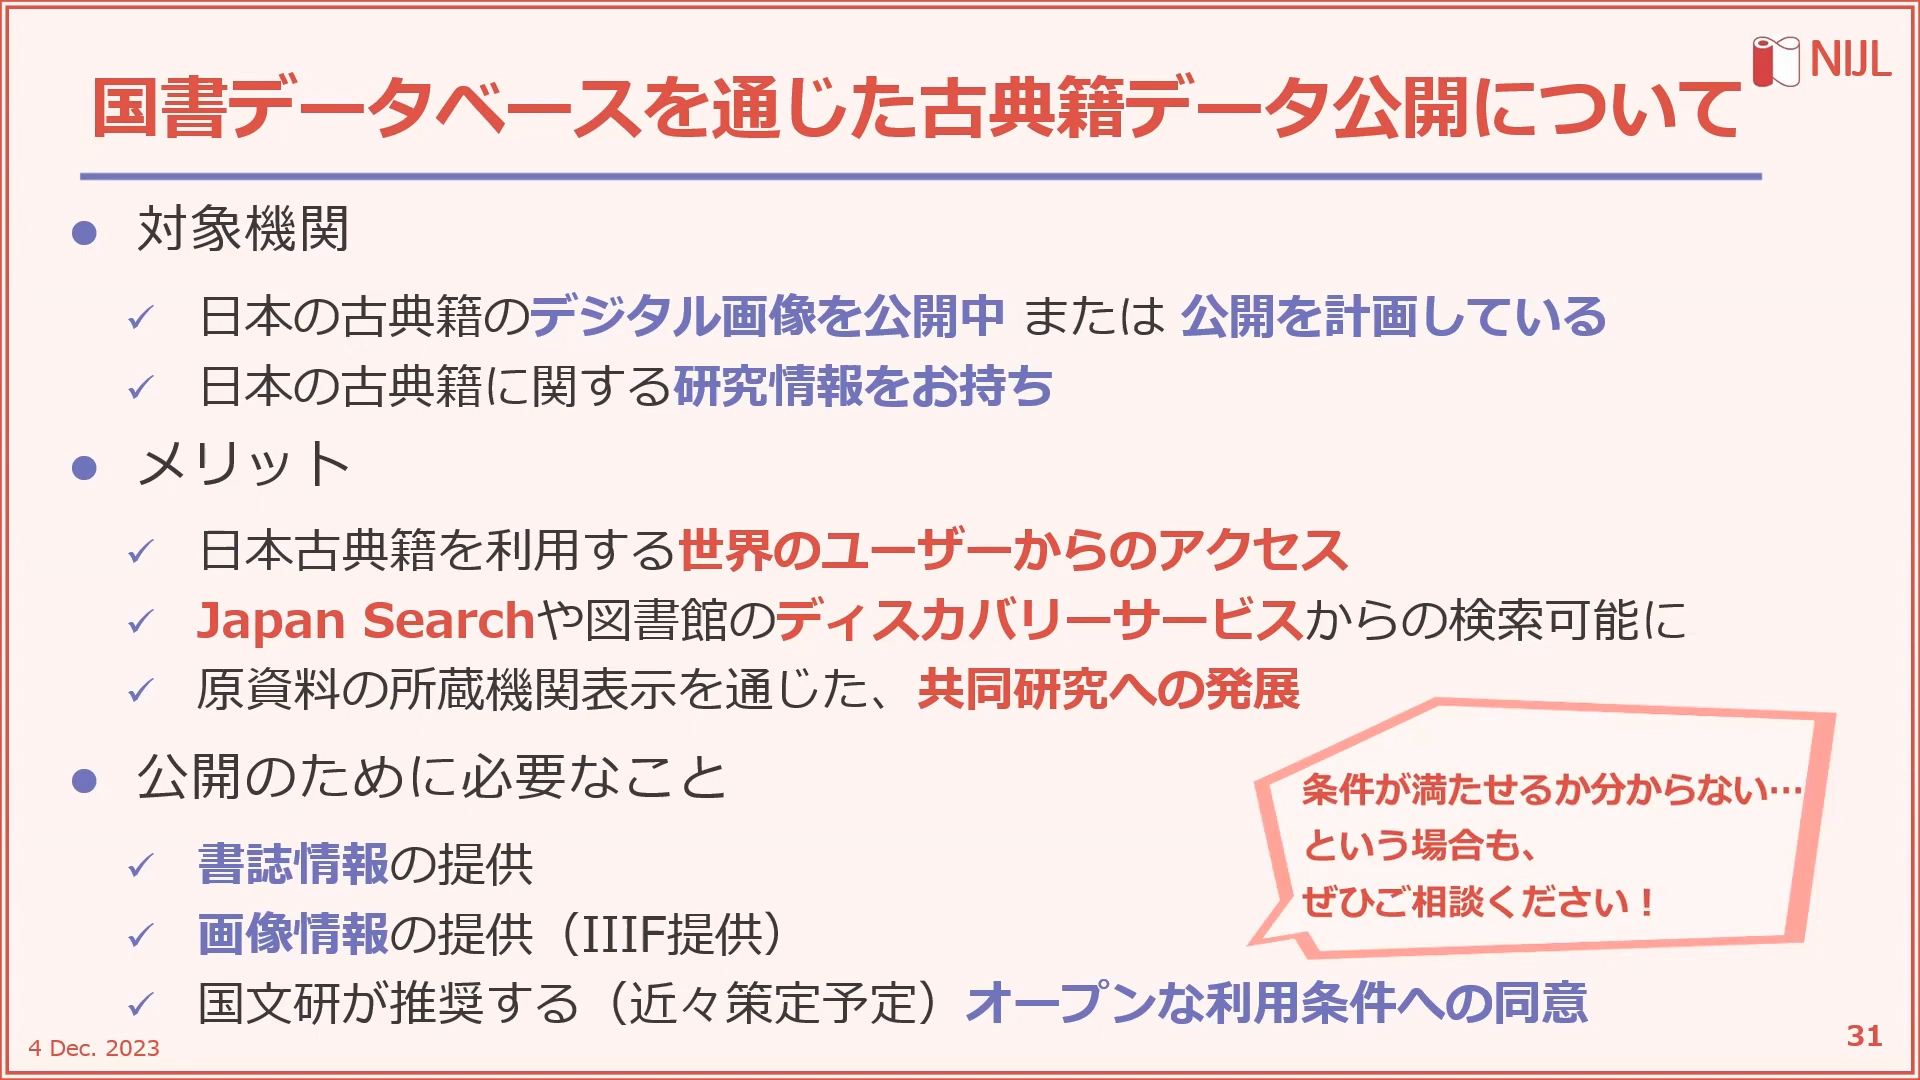 NIJL
国書データベースを通じた古典籍データ公開について
● 対象機関
✓ 日本の古典籍のデジタル画像を公開中 または 公開を計画している
✓ 日本の古典籍に関する研究情報をお持ち
● メリット
✓ 日本古典籍を利用する世界のユーザーからのアクセス
✓ Japan Searchや図書館のディスカバリーサービスからの検索可能に
✓ 原資料の所蔵機関表示を通じた、共同研究への発展
● 公開のために必要なこと
✓ 書誌情報の提供
✓ 画像情報の提供（IIIF提供）
✓ 国文研が推奨する（近々策定予定）オープンな利用条件への同意
条件が満たせるか分からない…
という場合も、
ぜひご相談ください！
4 Dec. 2023
31